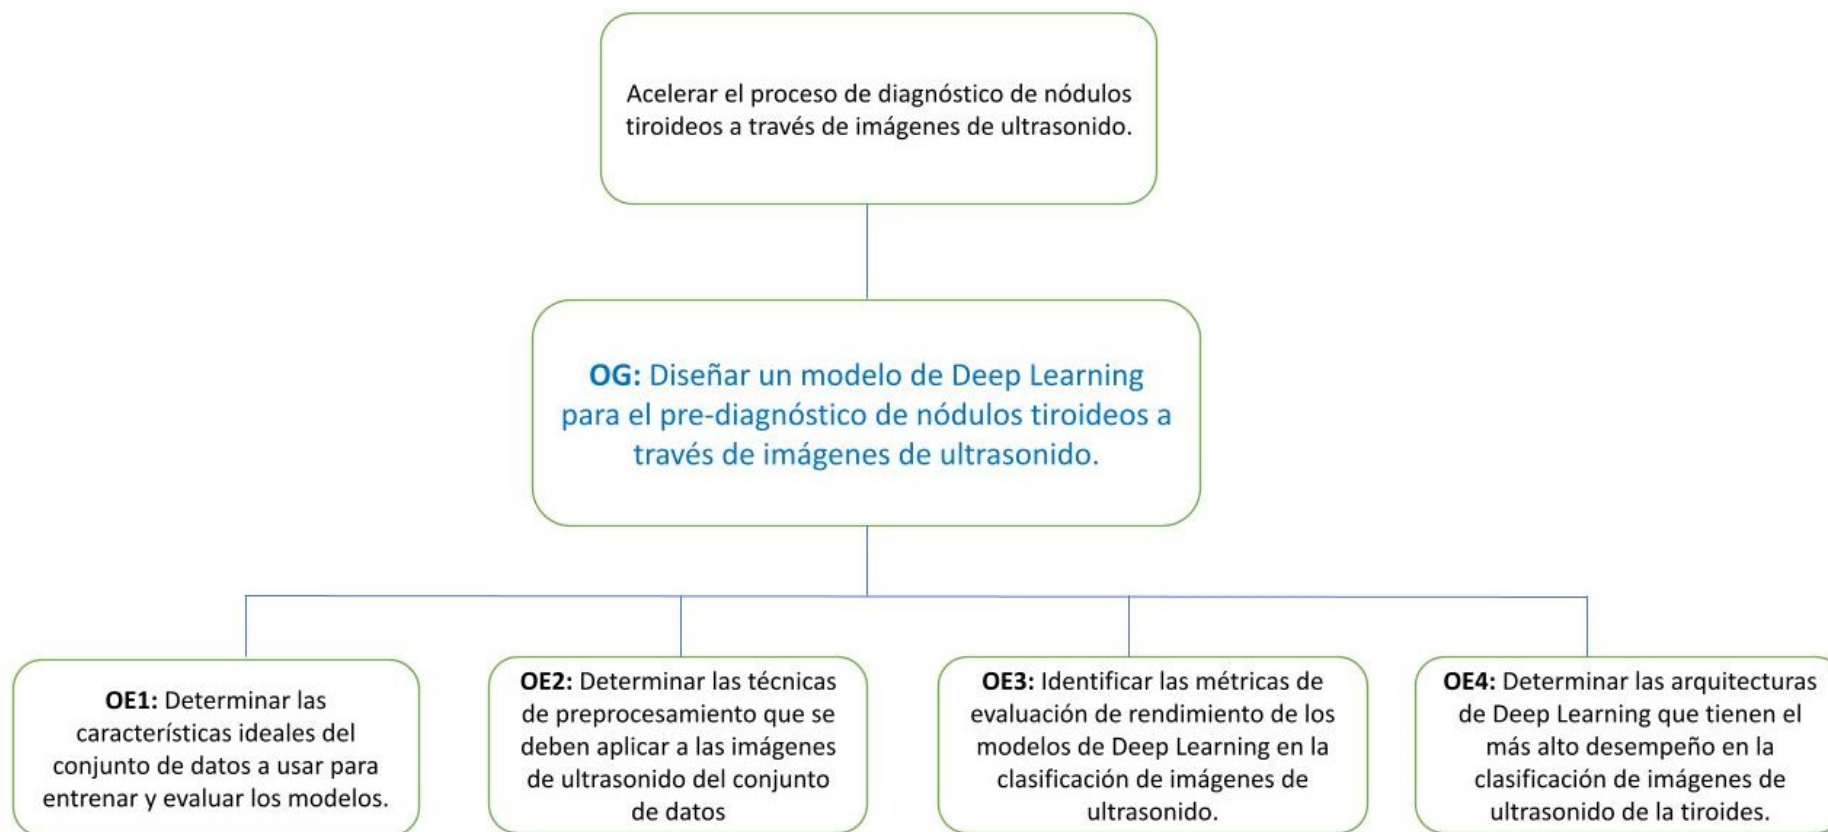 Acelerar el proceso de diagnóstico de nódulos
tiroideos a través de imágenes de ultrasonido.
OG: Diseñar un modelo de Deep Learning
para el pre-diagnóstico de nódulos tiroideos a
través de imágenes de ultrasonido.
OE1: Determinar las
características ideales del
conjunto de datos a usar para
entrenar y evaluar los modelos.
OE2: Determinar las técnicas
de preprocesamiento que se
deben aplicar a las imágenes
de ultrasonido del conjunto
de datos
OE3: Identificar las métricas de
evaluación de rendimiento de los
modelos de Deep Learning en la
clasificación de imágenes de
ultrasonido.
OE4: Determinar las arquitecturas
de Deep Learning que tienen el
más alto desempeño en la
clasificación de imágenes de
ultrasonido de la tiroides.